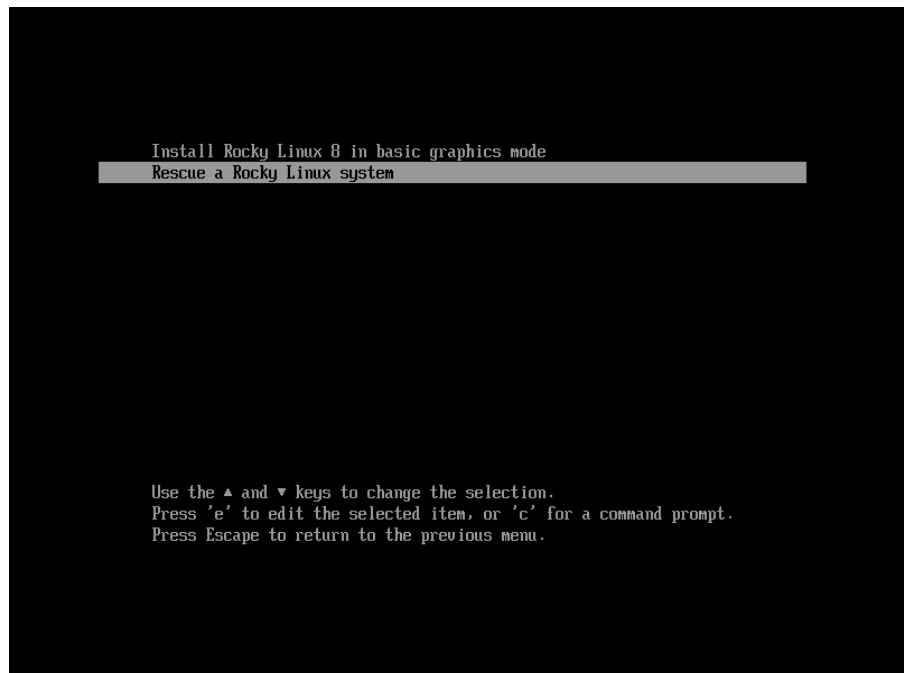 Install Rocky Linux 8 in basic graphics mode
Rescue a Rocky Linux system
Use the ▲ and ▼ keys to change the selection.
Press 'e' to edit the selected item, or 'c' for a command prompt.
Press Escape to return to the previous menu.